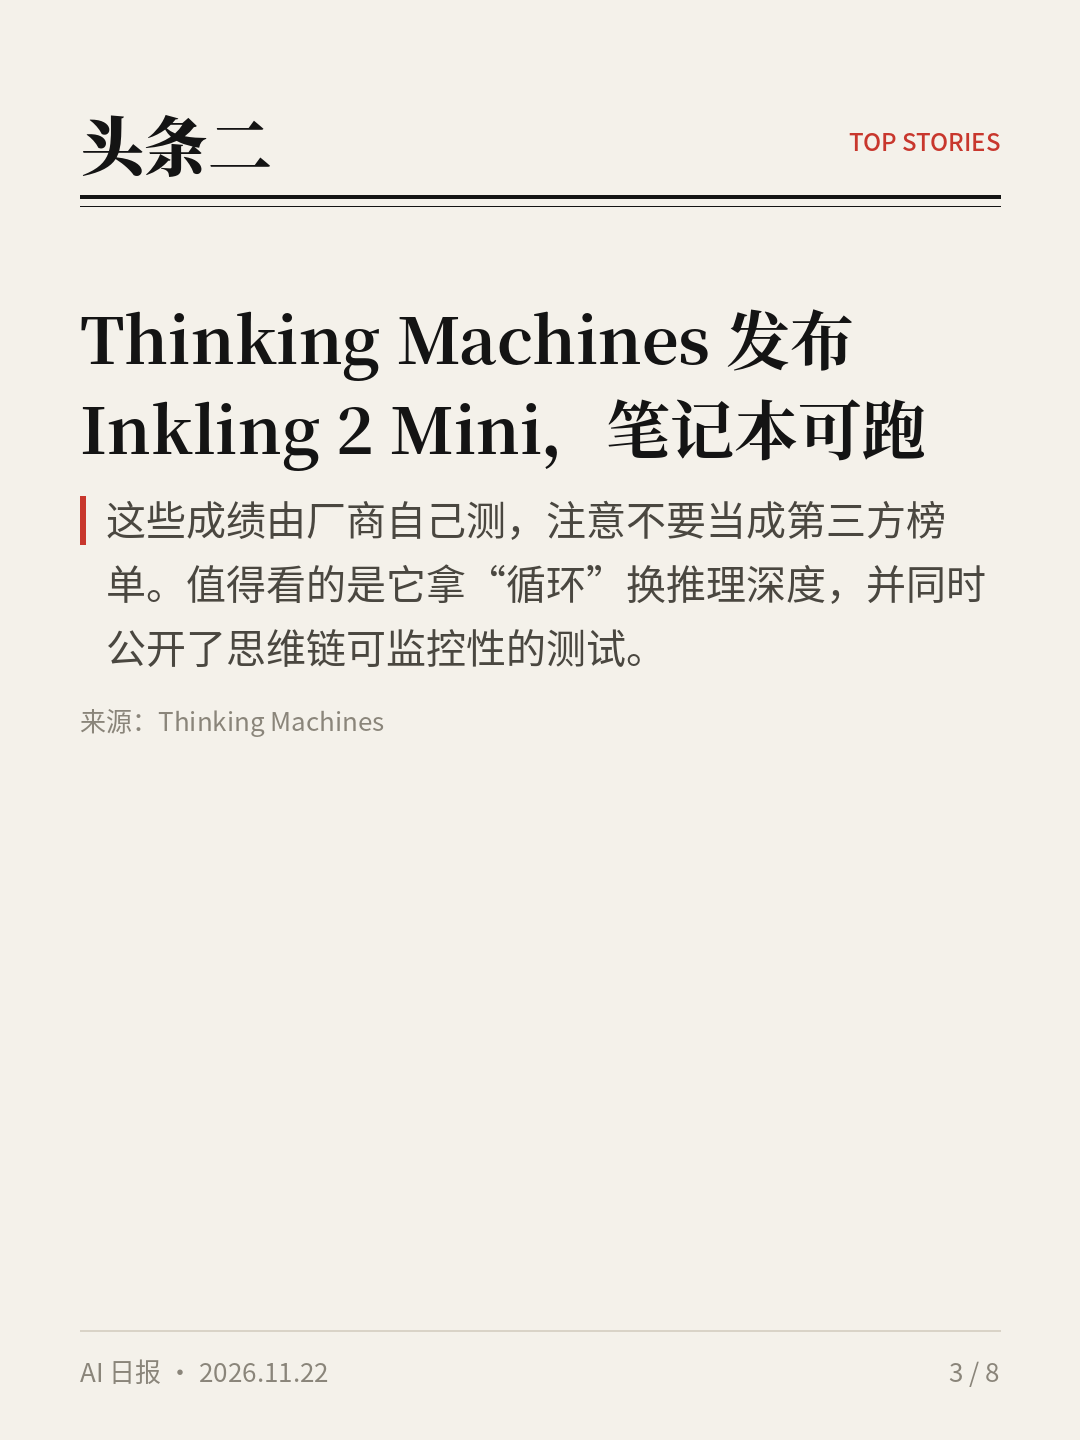 头条二
TOP STORIES
Thinking Machines 发布
Inkling 2 Mini，笔记本可跑
这些成绩由厂商自己测，注意不要当成第三方榜
单。值得看的是它拿“循环”换推理深度，并同时
公开了思维链可监控性的测试。
来源：Thinking Machines
AI 日报 · 2026.11.22
3 / 8